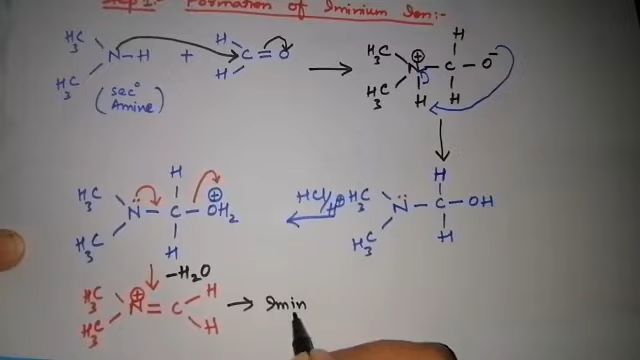 Step 1:- Formation of Iminium Ion:-
H3C
N-H + H C=O H
H3C
(sec° Amine)
H3C H
N⊕-C-O⁻
H3C H H
H3C H
N̈-C-⊕OH2
H3C H
HCl/H⊕
H3C H
N̈-C-OH
H3C H
-H2O
H3C H
N⊕=C → Imin
H3C H